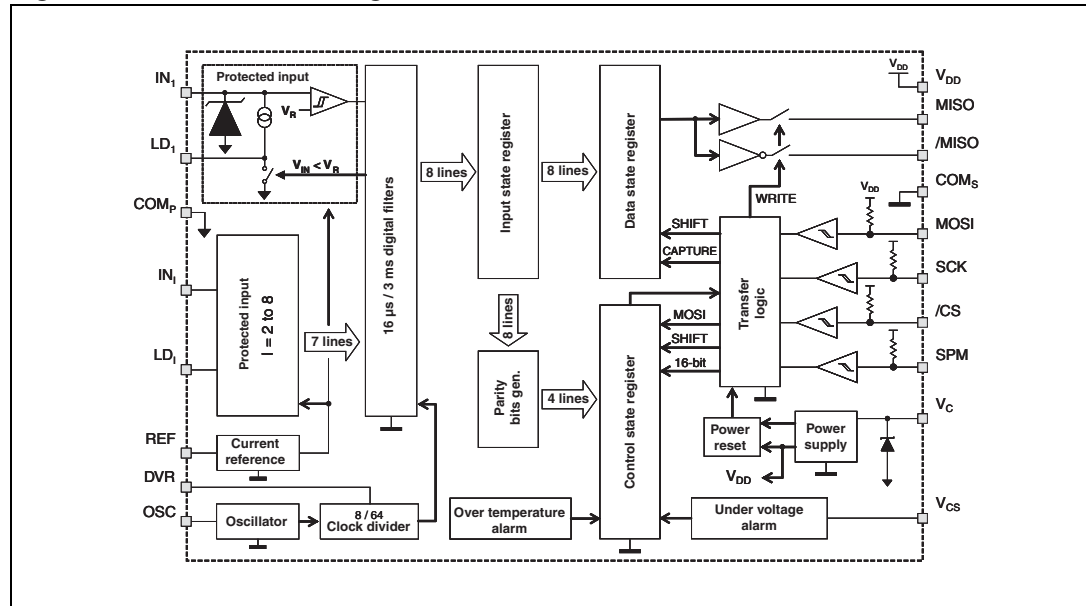 IN1
LD1
COMP
INI
LDI
REF
DVR
OSC
Protected input
VR
VIN < VR
Protected input
I = 2 to 8
7 lines
Current
reference
Oscillator
8 / 64
Clock divider
16 µs / 3 ms digital filters
8 lines
Input state register
8 lines
8 lines
Parity
bits gen.
4 lines
Over temperature
alarm
Data state register
SHIFT
CAPTURE
Control state register
MOSI
SHIFT
16-bit
WRITE
Transfer
logic
Power
reset
Power
supply
VDD
Under voltage
alarm
VDD
VDD
VDD
MISO
/MISO
COMS
MOSI
SCK
/CS
SPM
VC
VCS